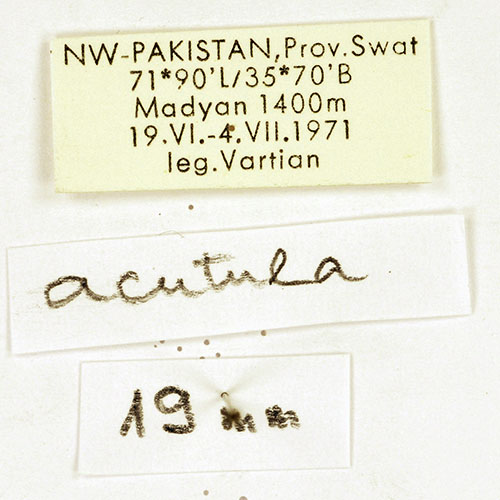 NW-PAKISTAN,Prov.Swat
71*90'L/35*70'B
Madyan 1400m
19.VI.-4.VII.1971
leg.Vartian
acutula
19 mm